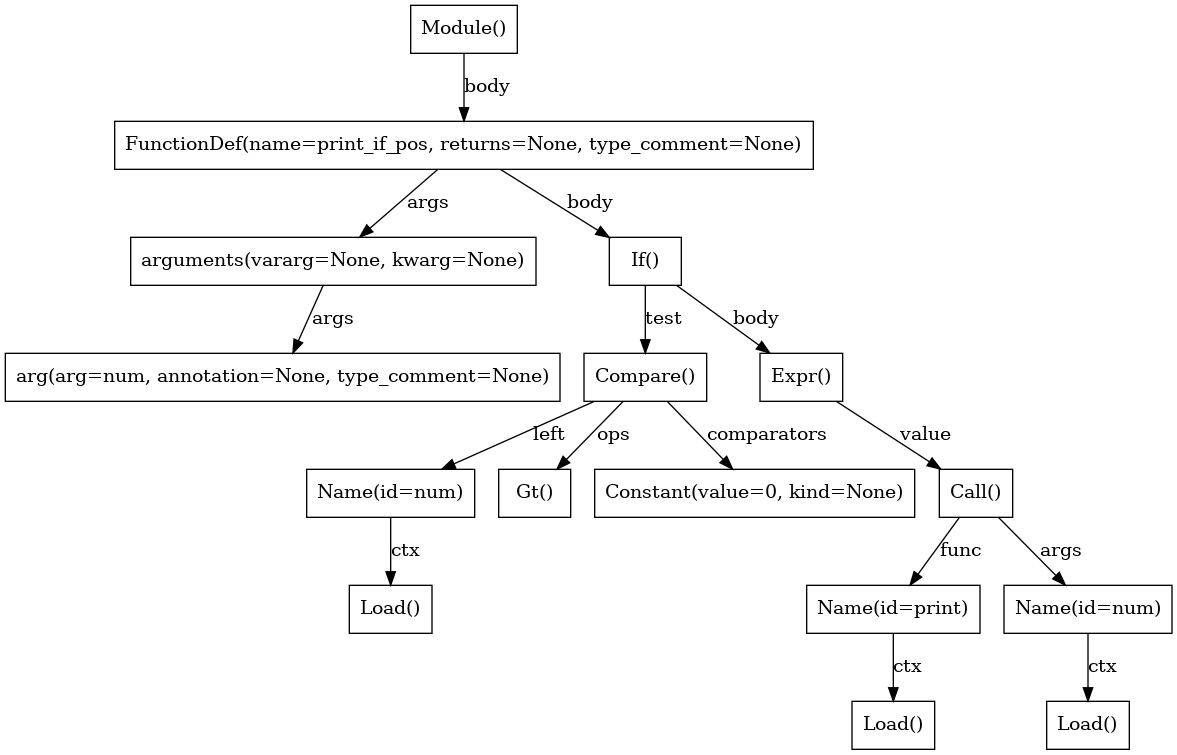 Module()
body
FunctionDef(name=print_if_pos, returns=None, type_comment=None)
args
body
arguments(vararg=None, kwarg=None)
If()
args
test
body
arg(arg=num, annotation=None, type_comment=None)
Compare()
Expr()
left
ops
comparators
value
Name(id=num)
Gt()
Constant(value=0, kind=None)
Call()
ctx
func
args
Load()
Name(id=print)
Name(id=num)
ctx
ctx
Load()
Load()